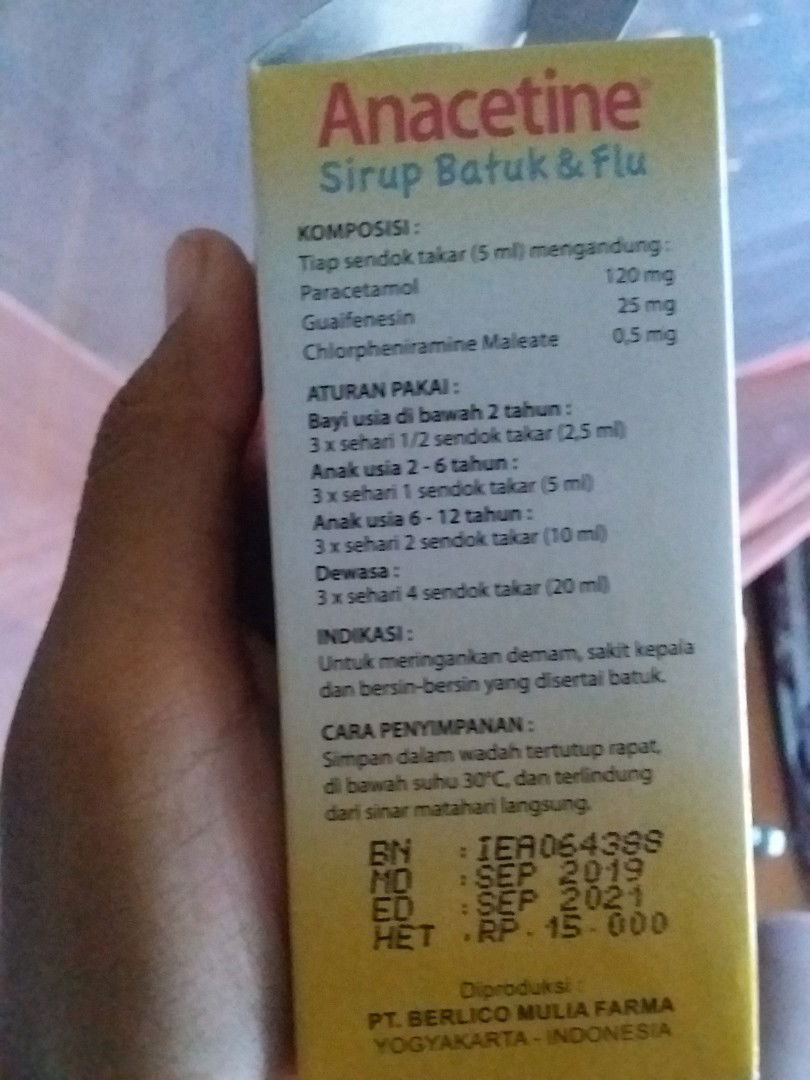 Anacetine®
Sirup Batuk & Flu
KOMPOSISI :
Tiap sendok takar (5 ml) mengandung :
Paracetamol 120 mg
Guaifenesin 25 mg
Chlorpheniramine Maleate 0,5 mg
ATURAN PAKAI :
Bayi usia di bawah 2 tahun :
3 x sehari 1/2 sendok takar (2,5 ml)
Anak usia 2 - 6 tahun :
3 x sehari 1 sendok takar (5 ml)
Anak usia 6 - 12 tahun :
3 x sehari 2 sendok takar (10 ml)
Dewasa :
3 x sehari 4 sendok takar (20 ml)
INDIKASI :
Untuk meringankan demam, sakit kepala
dan bersin-bersin yang disertai batuk.
CARA PENYIMPANAN :
Simpan dalam wadah tertutup rapat,
di bawah suhu 30°C, dan terlindung
dari sinar matahari langsung.
BN : IEA06438S
MD : SEP 2019
ED : SEP 2021
HET : RP. 15.000
Diproduksi :
PT. BERLICO MULIA FARMA
YOGYAKARTA - INDONESIA